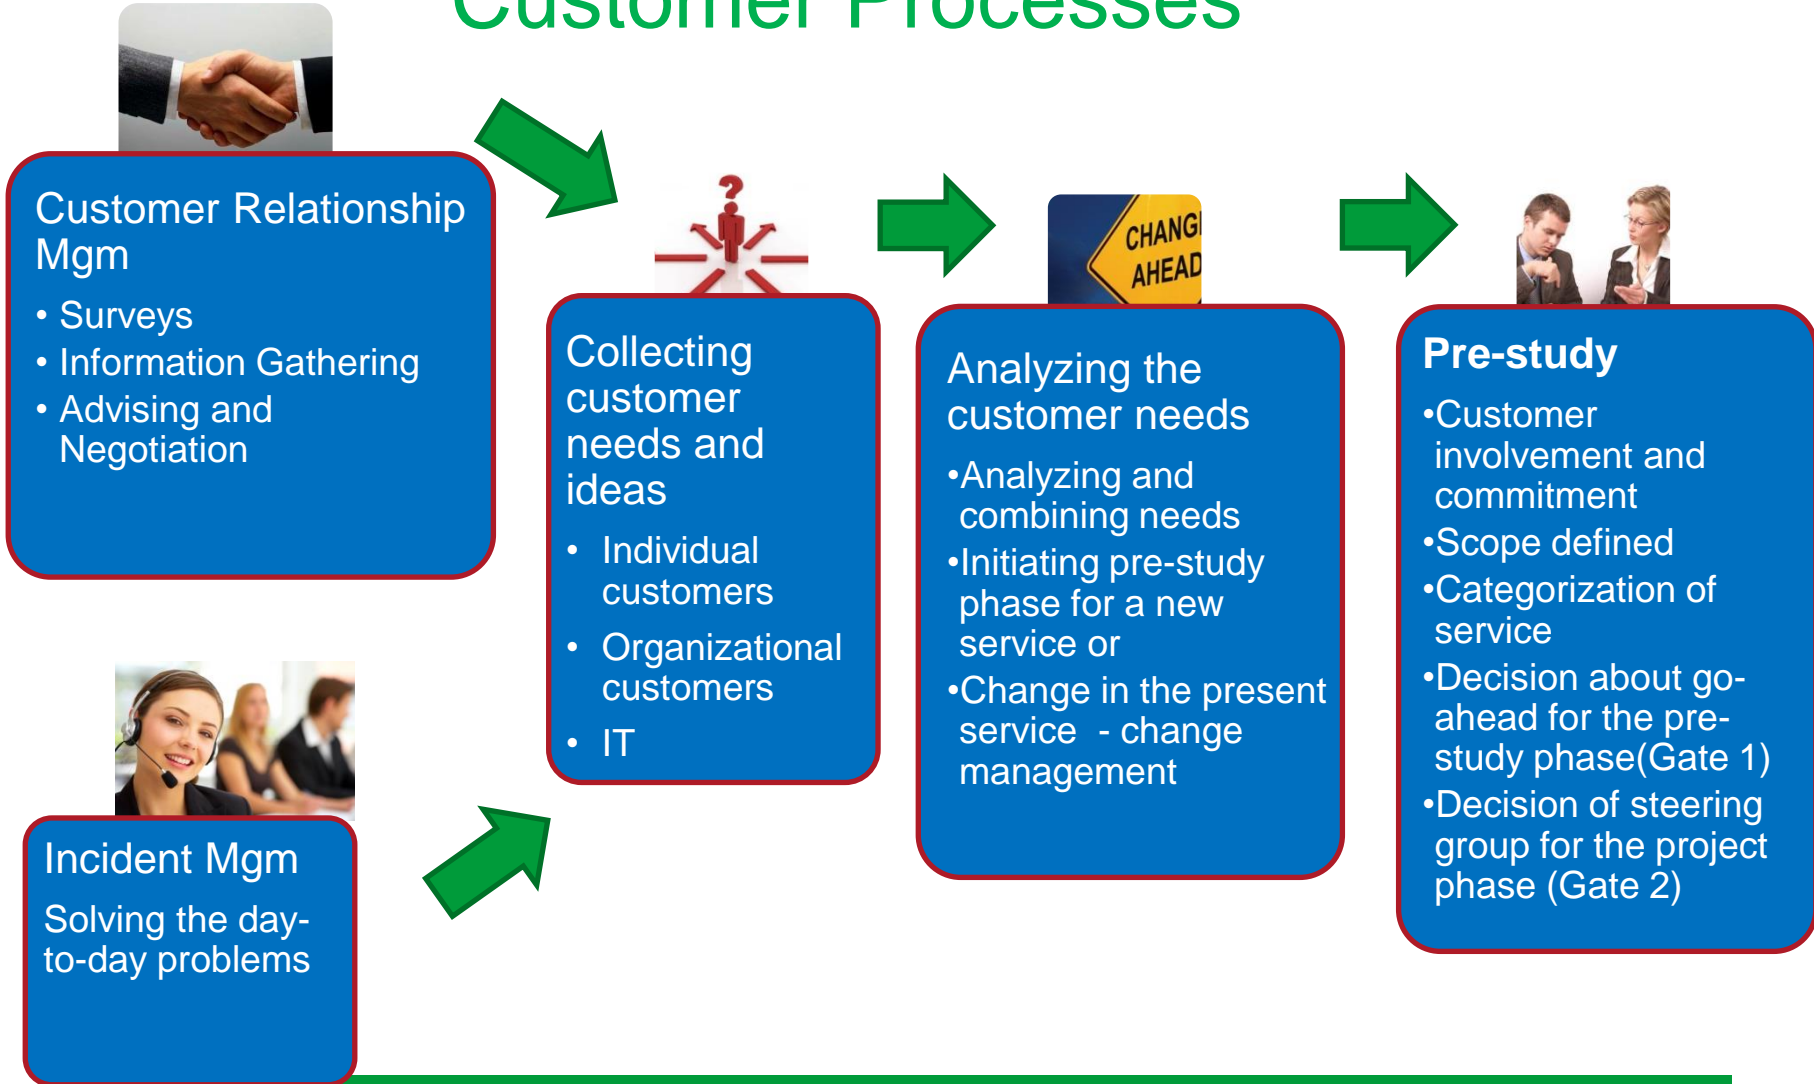 Customer Processes
Customer Relationship
Mgm
• Surveys
• Information Gathering
• Advising and
Negotiation
?
Collecting
customer
needs and
ideas
• Individual
customers
• Organizational
customers
• IT
CHANG
AHEAD
Analyzing the
customer needs
•Analyzing and
combining needs
•Initiating pre-study
phase for a new
service or
•Change in the present
service - change
management
Pre-study
•Customer
involvement and
commitment
•Scope defined
•Categorization of
service
•Decision about go-
ahead for the pre-
study phase(Gate 1)
•Decision of steering
group for the project
phase (Gate 2)
Incident Mgm
Solving the day-
to-day problems